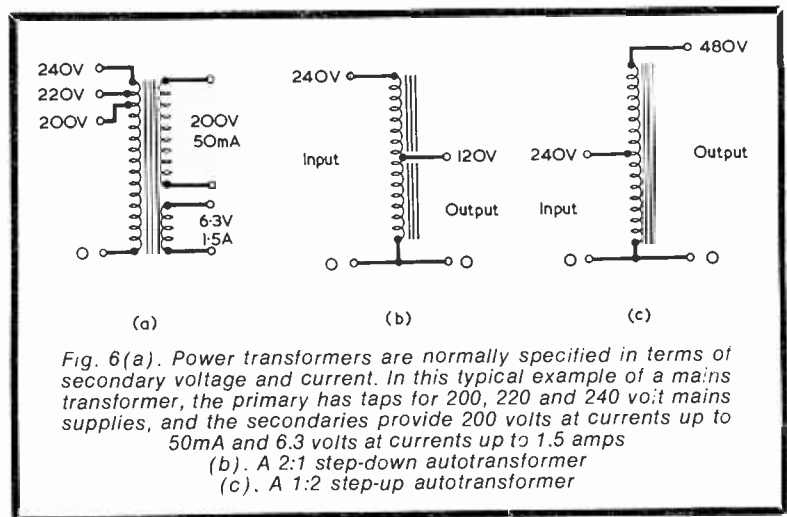 240V
220V
200V
O
200V
50mA
6.3V
1.5A
(a)
240V
Input
120V
Output
O
O
(b)
480V
240V
Output
Input
O
O
(c)
Fig. 6(a). Power transformers are normally specified in terms of
secondary voltage and current. In this typical example of a mains
transformer, the primary has taps for 200, 220 and 240 volt mains
supplies, and the secondaries provide 200 volts at currents up to
50mA and 6.3 volts at currents up to 1.5 amps
(b). A 2:1 step-down autotransformer
(c). A 1:2 step-up autotransformer